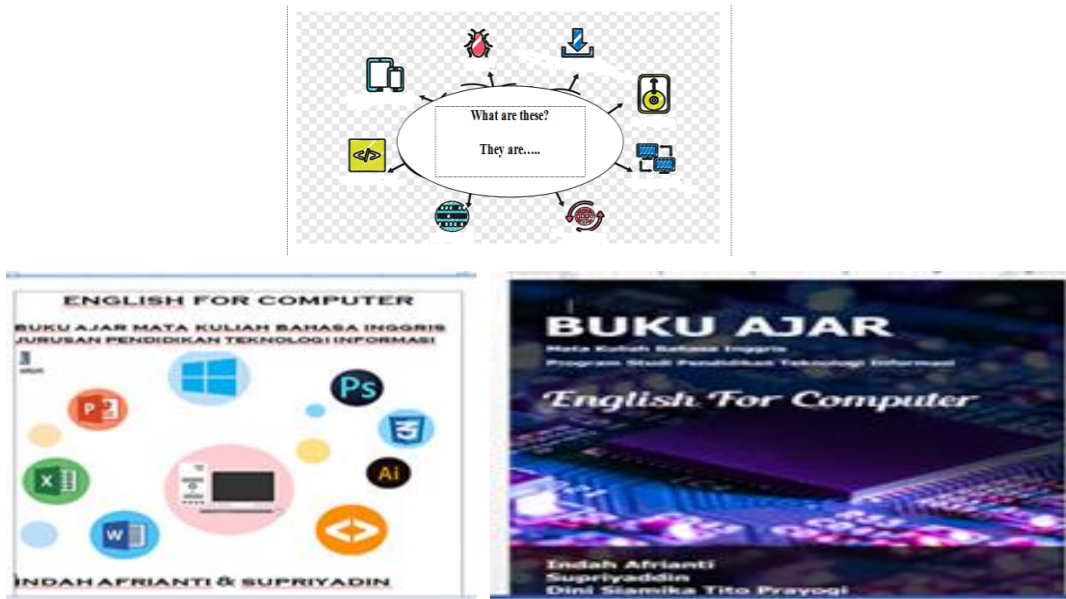 What are these?
They are.....
</>
ENGLISH FOR COMPUTER
BUKU AJAR MATA KULIAH BAHASA INGGRIS
JURUSAN PENDIDIKAN TEKNOLOGI INFORMASI
Ps
P
3
X
Ai
W
<>
INDAH AFRIANTI & SUPRIYADIN
BUKU AJAR
Mata Kuliah Bahasa Inggris
Program Studi Pendidikan Teknologi Informasi
English For Computer
Indah Afrianti
Supriyaddin
Dini Siamika Tito Prayogi